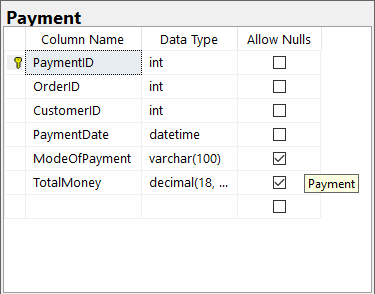 Payment
Column Name Data Type Allow Nulls
PaymentID int
OrderID int
CustomerID int
PaymentDate datetime
ModeOfPayment varchar(100)
TotalMoney decimal(18, ...
Payment